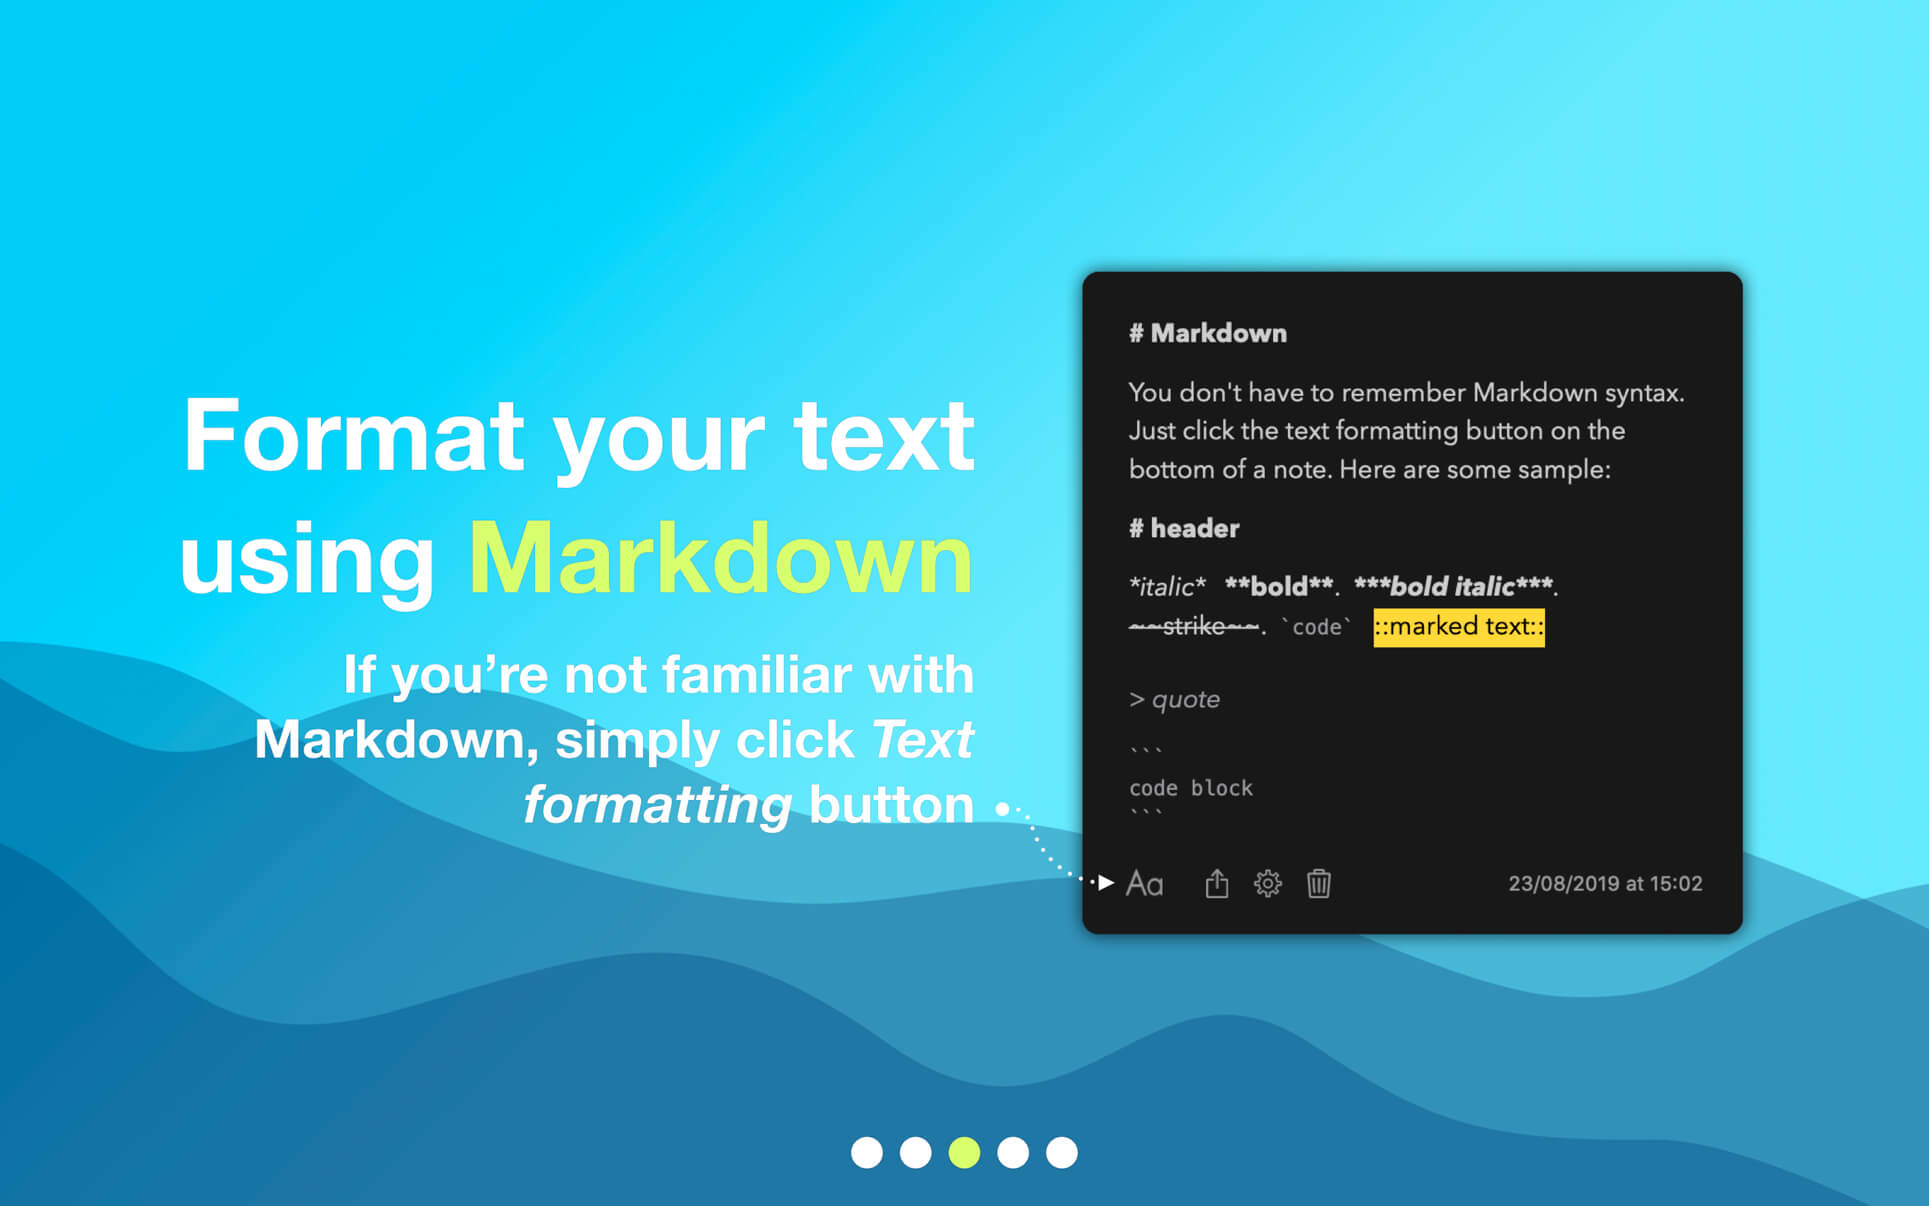 Format your text
using Markdown
If you’re not familiar with
Markdown, simply click Text
formatting button
# Markdown
You don't have to remember Markdown syntax.
Just click the text formatting button on the
bottom of a note. Here are some sample:
# header
*italic* **bold**. ***bold italic***.
~~strike~~. `code` ::marked text::
> quote
```
code block
```
Aa 23/08/2019 at 15:02